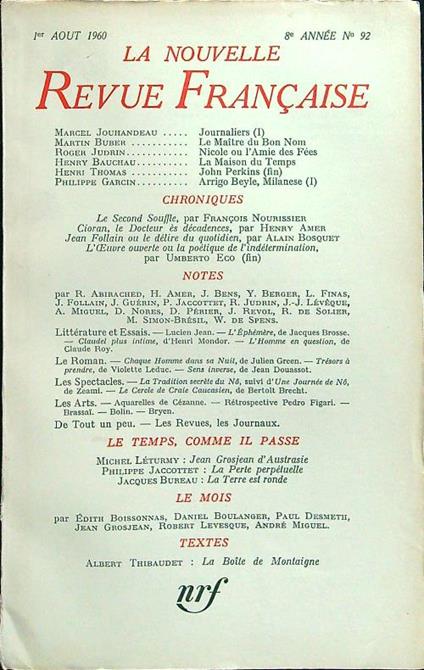 1er AOUT 1960 8e ANNÉE No 92
LA NOUVELLE
REVUE FRANÇAISE
MARCEL JOUHANDEAU ..... Journaliers (I)
MARTIN BUBER ............ Le Maître du Bon Nom
ROGER JUDRIN............ Nicole ou l'Amie des Fées
HENRY BAUCHAU......... La Maison du Temps
HENRI THOMAS .......... John Perkins (fin)
PHILIPPE GARCIN.......... Arrigo Beyle, Milanese (I)
CHRONIQUES
Le Second Souffle, par FRANÇOIS NOURISSIER
Cioran, le Docteur ès décadences, par HENRY AMER
Jean Follain ou le délire du quotidien, par ALAIN BOSQUET
L'Œuvre ouverte ou la poétique de l'indétermination,
par UMBERTO ECO (fin)
NOTES
par R. ABIRACHED, H. AMER, J. BENS, Y. BERGER, L. FINAS,
J. FOLLAIN, J. GUÉRIN, P. JACCOTTET, R. JUDRIN, J.-J. LÉVÊQUE,
A. MIGUEL, D. NORES, D. PÉRIER, J. REVOL, R. DE SOLIER,
M. SIMON-BRÉSIL, W. DE SPENS.
Littérature et Essais. — Lucien Jean. — L'Éphémère, de Jacques Brosse.
— Claudel plus intime, d'Henri Mondor. — L'Homme en question, de
Claude Roy.
Le Roman. — Chaque Homme dans sa Nuit, de Julien Green. — Trésors à
prendre, de Violette Leduc. — Sens inverse, de Jean Douassot.
Les Spectacles. — La Tradition secrète du Nô, suivi d'Une Journée de Nô,
de Zeami. — Le Cercle de Craie Caucasien, de Bertolt Brecht.
Les Arts. — Aquarelles de Cézanne. — Rétrospective Pedro Figari. —
Brassaï. — Bolin. — Bryen.
De Tout un peu. — Les Revues, les Journaux.
LE TEMPS, COMME IL PASSE
MICHEL LÉTURMY : Jean Grosjean d'Austrasie
PHILIPPE JACCOTTET : La Perte perpétuelle
JACQUES BUREAU : La Terre est ronde
LE MOIS
par ÉDITH BOISSONNAS, DANIEL BOULANGER, PAUL DESMETH,
JEAN GROSJEAN, ROBERT LEVESQUE, ANDRÉ MIGUEL.
TEXTES
ALBERT THIBAUDET : La Boîte de Montaigne
nrf